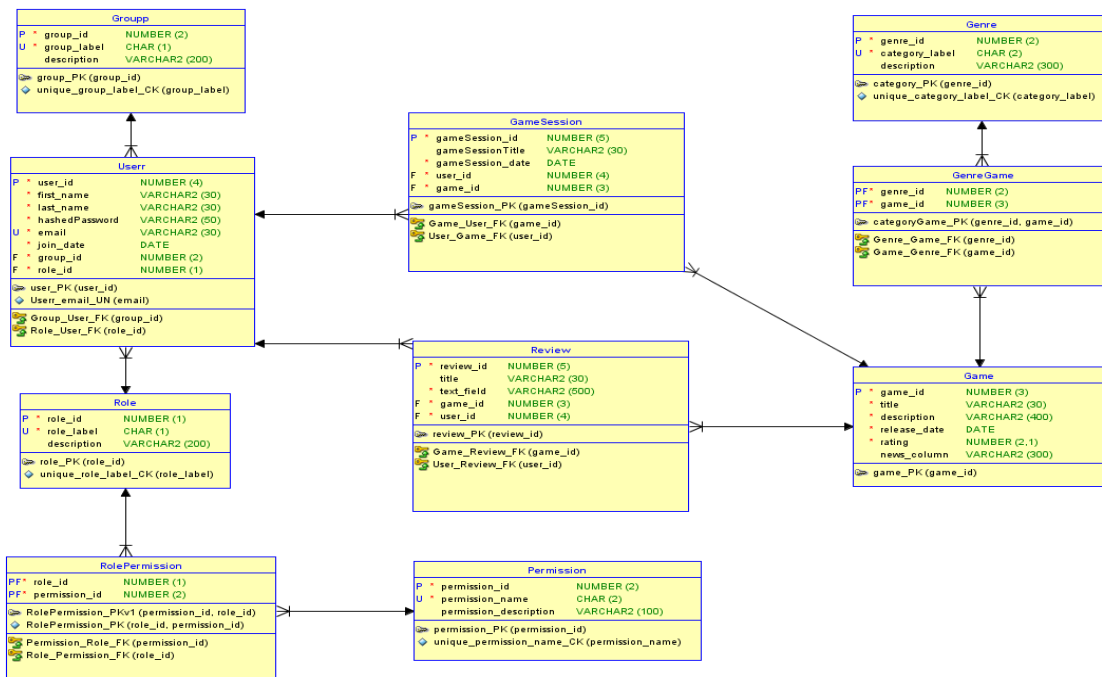 Groupp
P * group_id NUMBER (2)
U * group_label CHAR (1)
description VARCHAR2 (200)
group_PK (group_id)
unique_group_label_CK (group_label)
Userr
P * user_id NUMBER (4)
* first_name VARCHAR2 (30)
* last_name VARCHAR2 (30)
* hashedPassword VARCHAR2 (50)
U * email VARCHAR2 (30)
* join_date DATE
F * group_id NUMBER (2)
F * role_id NUMBER (1)
user_PK (user_id)
Userr_email_UN (email)
Group_User_FK (group_id)
Role_User_FK (role_id)
Role
P * role_id NUMBER (1)
U * role_label CHAR (1)
description VARCHAR2 (200)
role_PK (role_id)
unique_role_label_CK (role_label)
RolePermission
PF* role_id NUMBER (1)
PF* permission_id NUMBER (2)
RolePermission_PKv1 (permission_id, role_id)
RolePermission_PK (role_id, permission_id)
Permission_Role_FK (permission_id)
Role_Permission_FK (role_id)
GameSession
P * gameSession_id NUMBER (5)
gameSessionTitle VARCHAR2 (30)
* gameSession_date DATE
F * user_id NUMBER (4)
F * game_id NUMBER (3)
gameSession_PK (gameSession_id)
Game_User_FK (game_id)
User_Game_FK (user_id)
Review
P * review_id NUMBER (5)
title VARCHAR2 (30)
* text_field VARCHAR2 (500)
F * game_id NUMBER (3)
F * user_id NUMBER (4)
review_PK (review_id)
Game_Review_FK (game_id)
User_Review_FK (user_id)
Permission
P * permission_id NUMBER (2)
U * permission_name CHAR (2)
permission_description VARCHAR2 (100)
permission_PK (permission_id)
unique_permission_name_CK (permission_name)
Genre
P * genre_id NUMBER (2)
U * category_label CHAR (2)
description VARCHAR2 (300)
category_PK (genre_id)
unique_category_label_CK (category_label)
GenreGame
PF* genre_id NUMBER (2)
PF* game_id NUMBER (3)
categoryGame_PK (genre_id, game_id)
Genre_Game_FK (genre_id)
Game_Genre_FK (game_id)
Game
P * game_id NUMBER (3)
* title VARCHAR2 (30)
* description VARCHAR2 (400)
* release_date DATE
* rating NUMBER (2,1)
news_column VARCHAR2 (300)
game_PK (game_id)